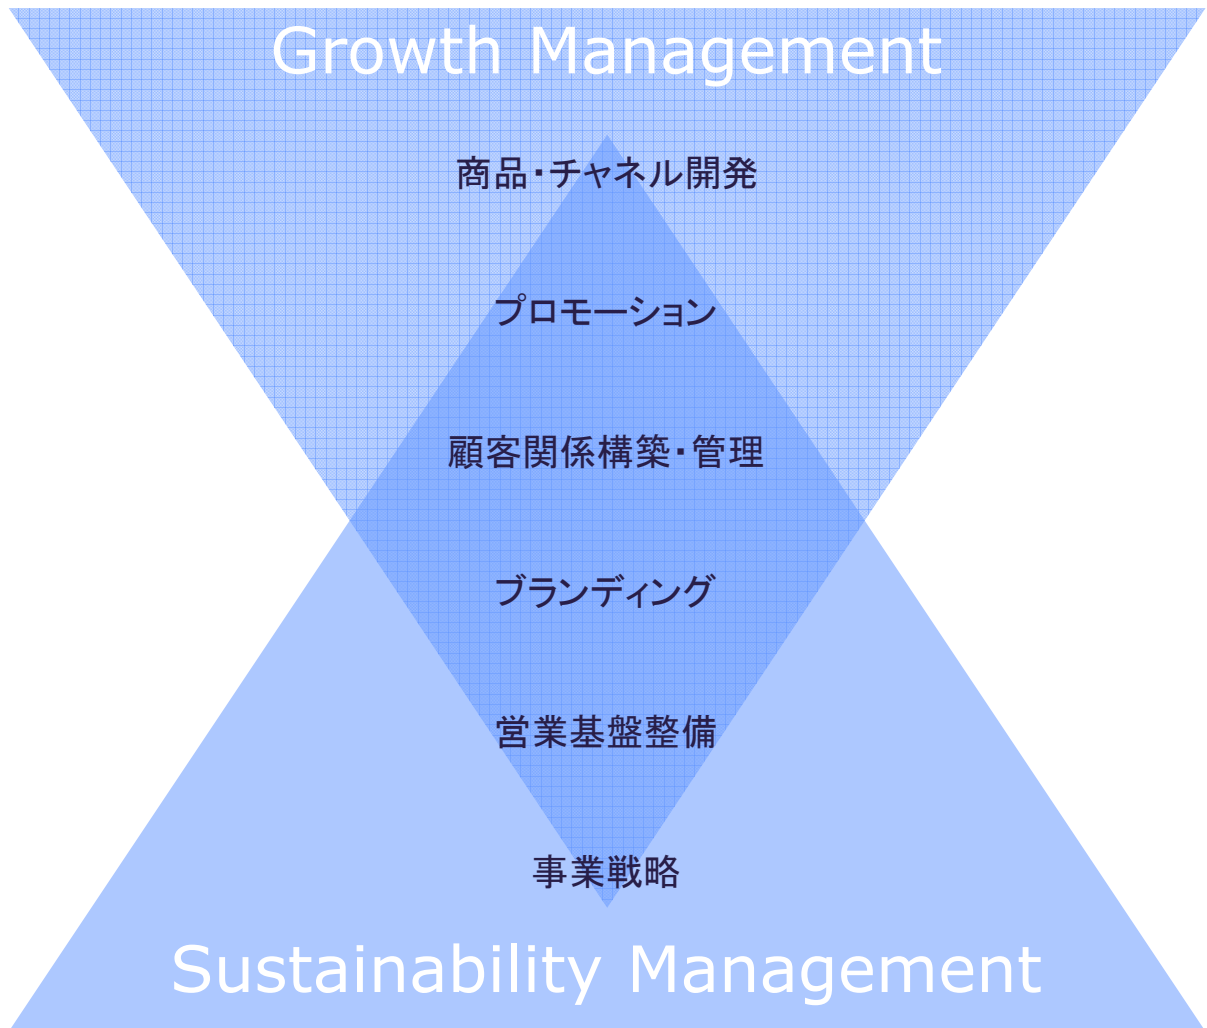 Growth Management
商品・チャネル開発
プロモーション
顧客関係構築・管理
ブランディング
営業基盤整備
事業戦略
Sustainability Management